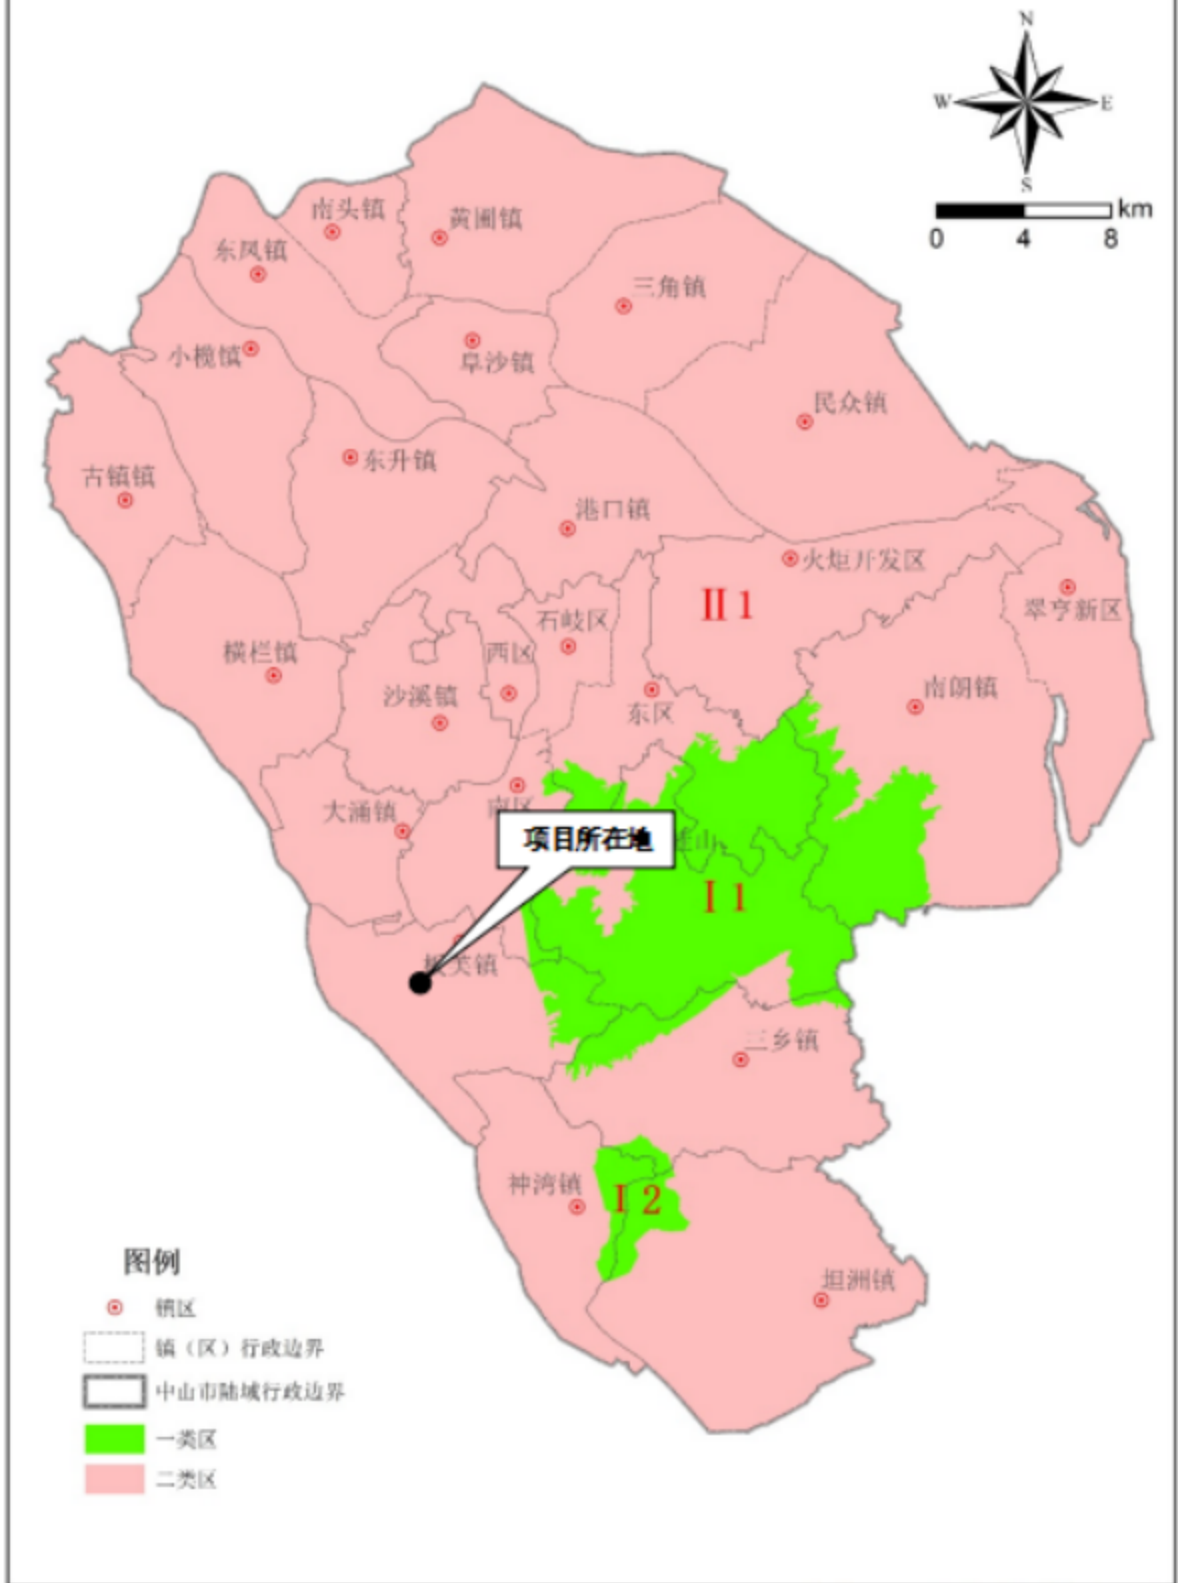 N
W
E
S
km
0 4 8
南头镇
黄圃镇
东凤镇
三角镇
小榄镇
阜沙镇
民众镇
东升镇
古镇镇
港口镇
火炬开发区
翠亨新区
II 1
石岐区
西区
横栏镇
沙溪镇
南朗镇
东区
南区
大涌镇
项目所在地
山
I 1
芙镇
三乡镇
神湾镇
I 2
坦洲镇
图例
镇区
镇（区）行政边界
中山市陆域行政边界
一类区
二类区